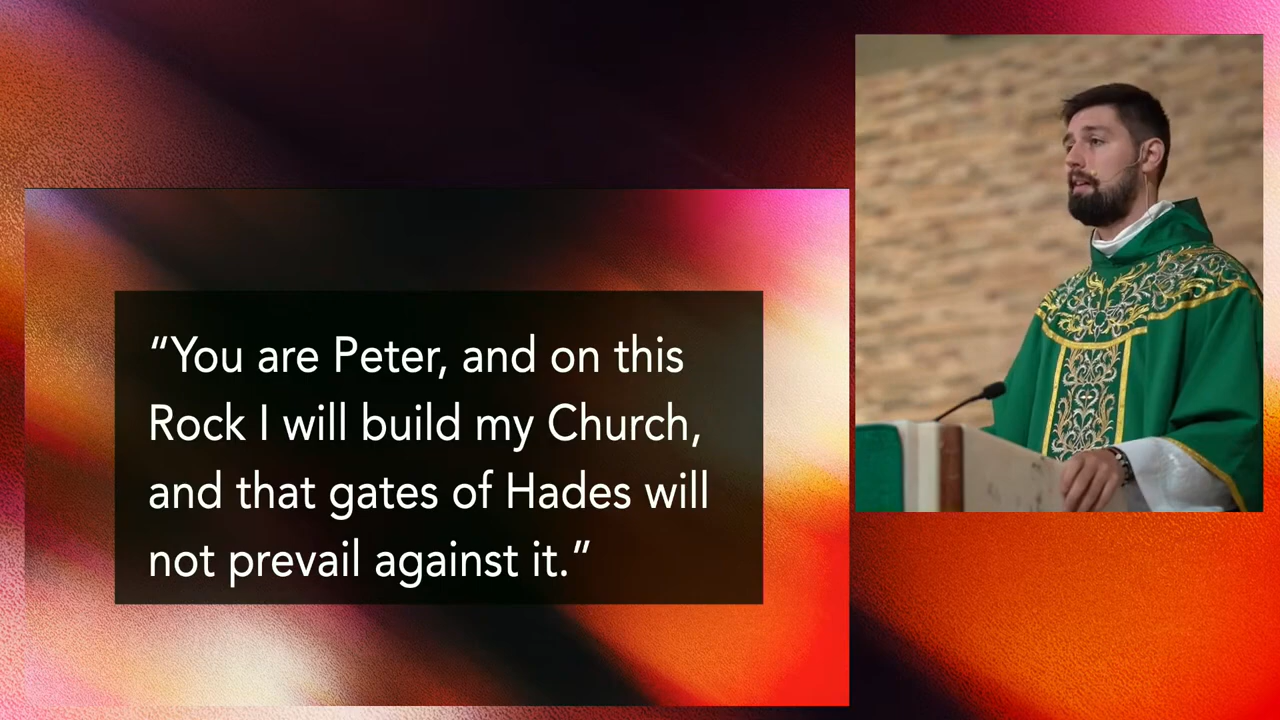 “You are Peter, and on this
Rock I will build my Church,
and that gates of Hades will
not prevail against it.”